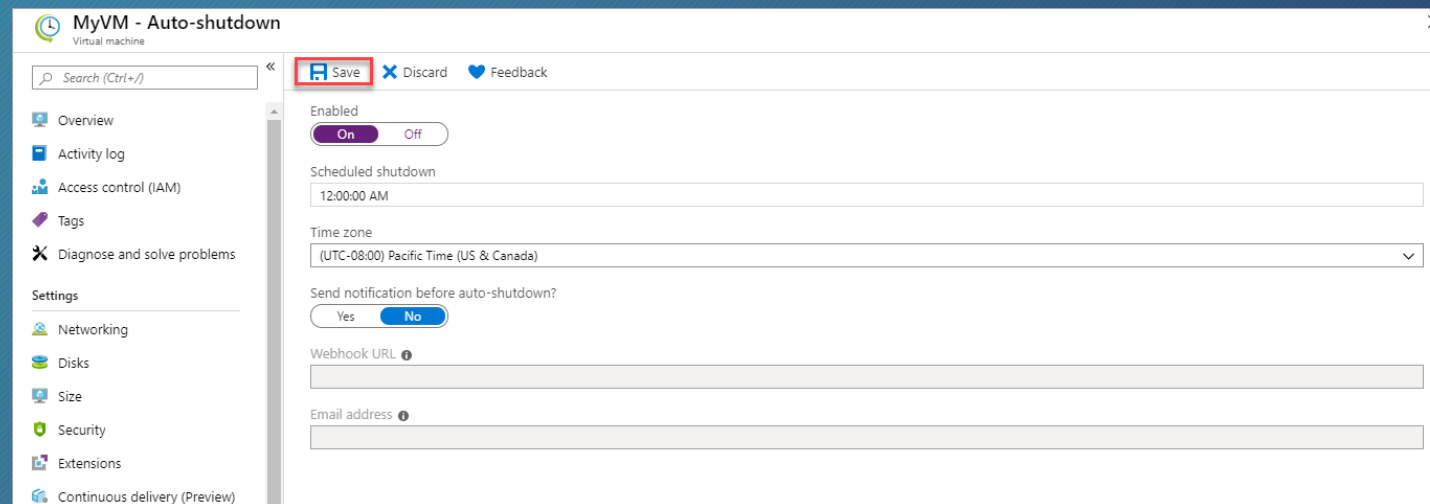 MyVM - Auto-shutdown
Virtual machine
Search (Ctrl+/)
Overview
Activity log
Access control (IAM)
Tags
Diagnose and solve problems
Settings
Networking
Disks
Size
Security
Extensions
Continuous delivery (Preview)
Save Discard Feedback
Enabled
On Off
Scheduled shutdown
12:00:00 AM
Time zone
(UTC-08:00) Pacific Time (US & Canada)
Send notification before auto-shutdown?
Yes No
Webhook URL
Email address